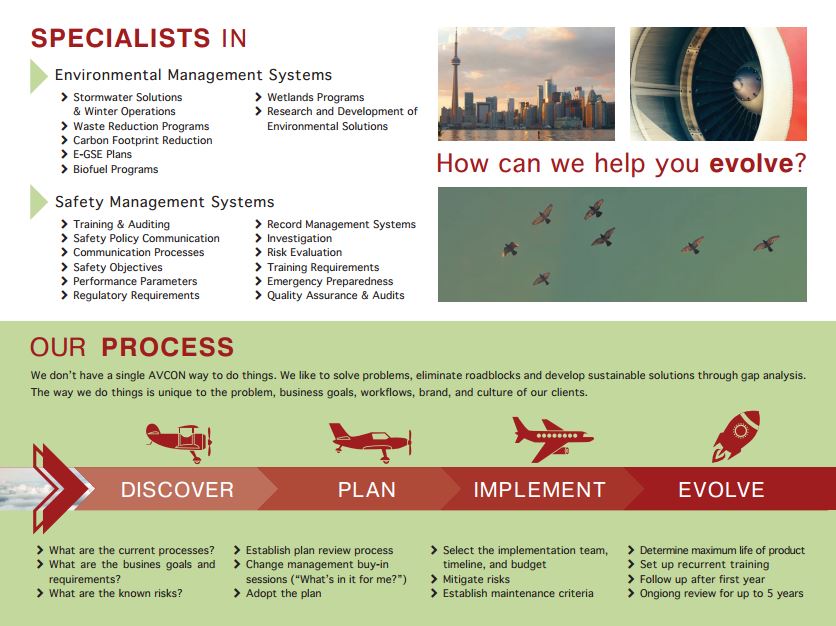 SPECIALISTS IN
Environmental Management Systems
Stormwater Solutions
& Winter Operations
Waste Reduction Programs
Carbon Footprint Reduction
E-GSE Plans
Biofuel Programs
Wetlands Programs
Research and Development of
Environmental Solutions
Safety Management Systems
Training & Auditing
Safety Policy Communication
Communication Processes
Safety Objectives
Performance Parameters
Regulatory Requirements
Record Management Systems
Investigation
Risk Evaluation
Training Requirements
Emergency Preparedness
Quality Assurance & Audits
How can we help you evolve?
OUR PROCESS
We don't have a single AVCON way to do things. We like to solve problems, eliminate roadblocks and develop sustainable solutions through gap analysis.
The way we do things is unique to the problem, business goals, workflows, brand, and culture of our clients.
DISCOVER
PLAN
IMPLEMENT
EVOLVE
What are the current processes?
What are the busines goals and
requirements?
What are the known risks?
Establish plan review process
Change management buy-in
sessions ("What's in it for me?")
Adopt the plan
Select the implementation team,
timeline, and budget
Mitigate risks
Establish maintenance criteria
Determine maximum life of product
Set up recurrent training
Follow up after first year
Ongiong review for up to 5 years